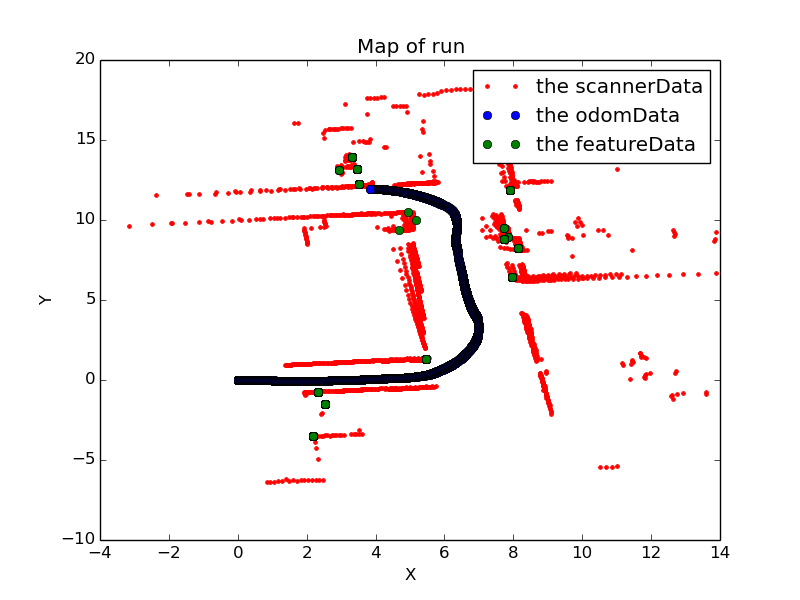 Map of run
the scannerData
the odomData
the featureData
20
15
10
5
0
−5
−10
Y
−4 −2 0 2 4 6 8 10 12 14
X